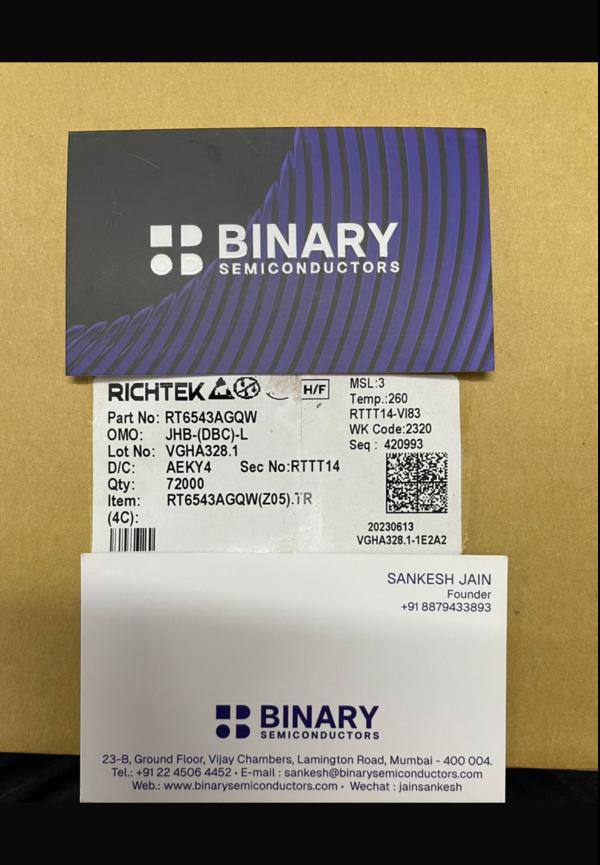 BINARY
SEMICONDUCTORS
RICHTEK
H/F
Part No: RT6543AGQW
OMO: JHB-(DBC)-L
Lot No: VGHA328.1
D/C: AEKY4 Sec No:RTTT14
Qty: 72000
Item: RT6543AGQW(Z05).TR
(4C):
MSL:3
Temp.:260
RTTT14-VI83
WK Code:2320
Seq : 420993
20230613
VGHA328.1-1E2A2
SANKESH JAIN
Founder
+91 8879433893
BINARY
SEMICONDUCTORS
23-B, Ground Floor, Vijay Chambers, Lamington Road, Mumbai - 400 004.
Tel.: +91 22 4506 4452 • E-mail : sankesh@binarysemiconductors.com
Web.: www.binarysemiconductors.com • Wechat : jainsankesh